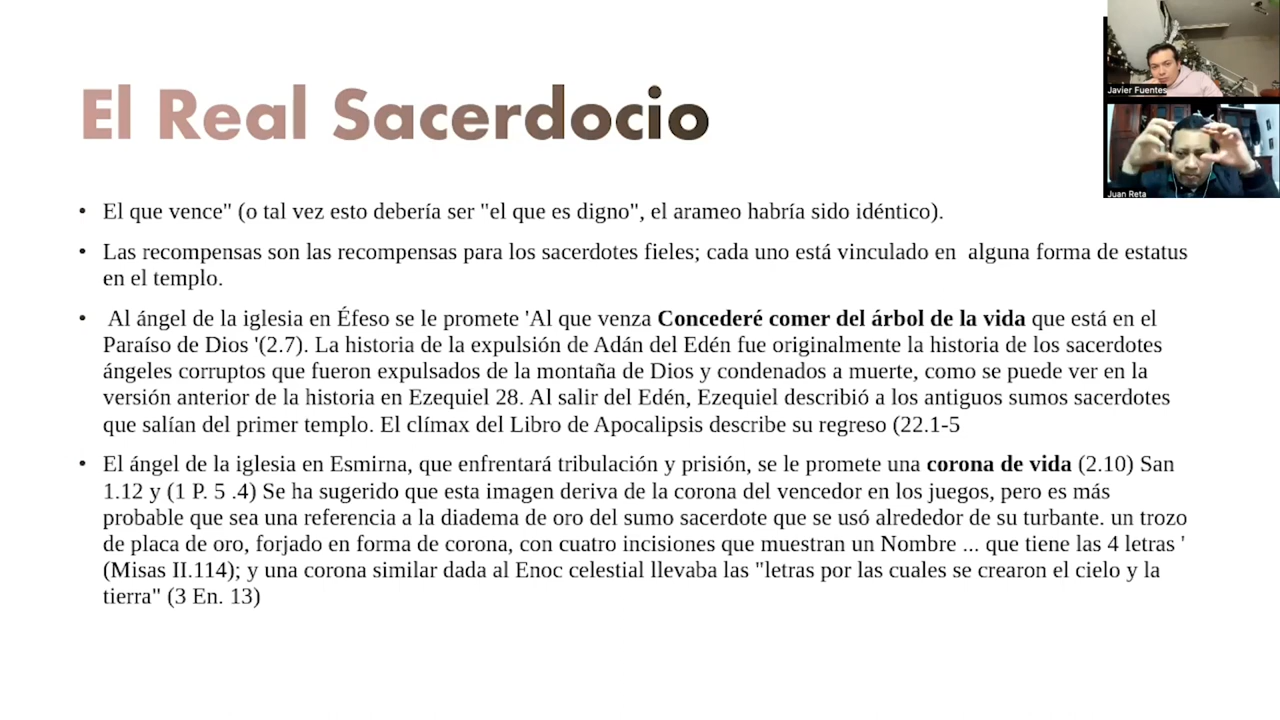 El Real Sacerdocio
Javier Fuentes
Juan Reta
• El que vence" (o tal vez esto debería ser "el que es digno", el arameo habría sido idéntico).
• Las recompensas son las recompensas para los sacerdotes fieles; cada uno está vinculado en  alguna forma de estatus
en el templo.
• Al ángel de la iglesia en Éfeso se le promete 'Al que venza Concederé comer del árbol de la vida que está en el
Paraíso de Dios '(2.7). La historia de la expulsión de Adán del Edén fue originalmente la historia de los sacerdotes
ángeles corruptos que fueron expulsados de la montaña de Dios y condenados a muerte, como se puede ver en la
versión anterior de la historia en Ezequiel 28. Al salir del Edén, Ezequiel describió a los antiguos sumos sacerdotes
que salían del primer templo. El clímax del Libro de Apocalipsis describe su regreso (22.1-5
• El ángel de la iglesia en Esmirna, que enfrentará tribulación y prisión, se le promete una corona de vida (2.10) San
1.12 y (1 P. 5 .4) Se ha sugerido que esta imagen deriva de la corona del vencedor en los juegos, pero es más
probable que sea una referencia a la diadema de oro del sumo sacerdote que se usó alrededor de su turbante. un trozo
de placa de oro, forjado en forma de corona, con cuatro incisiones que muestran un Nombre ... que tiene las 4 letras '
(Misas II.114); y una corona similar dada al Enoc celestial llevaba las "letras por las cuales se crearon el cielo y la
tierra" (3 En. 13)